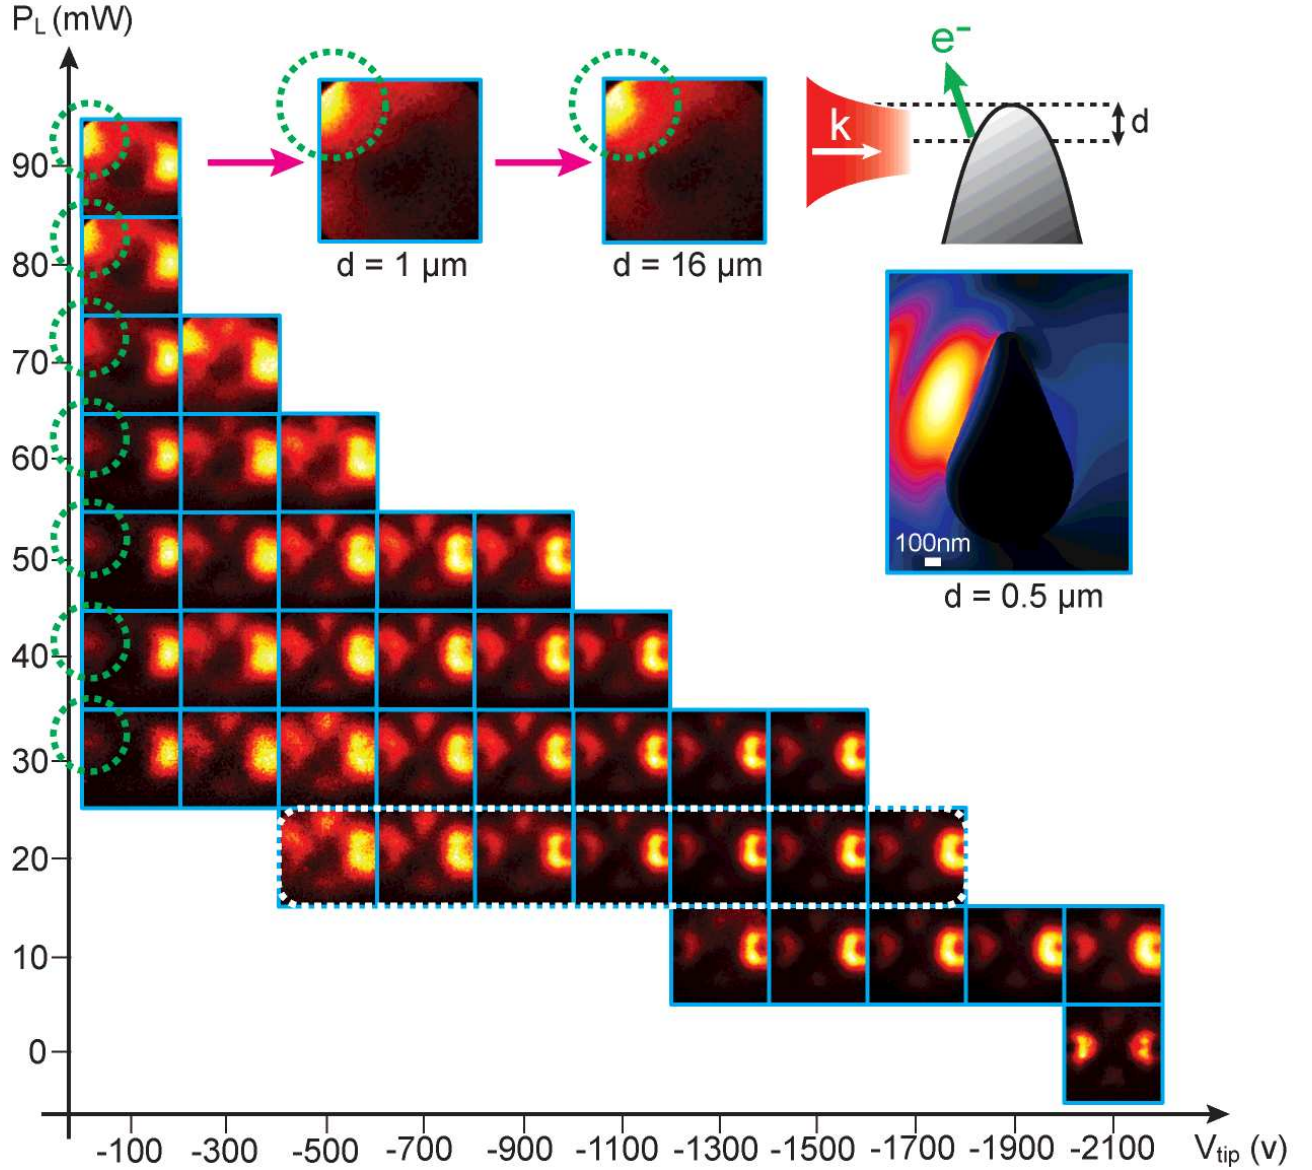 P_L (mW)
e⁻
k
d
90
d = 1 μm
d = 16 μm
80
70
60
50
100nm
d = 0.5 μm
40
30
20
10
0
-100 -300 -500 -700 -900 -1100 -1300 -1500 -1700 -1900 -2100 V_tip (v)